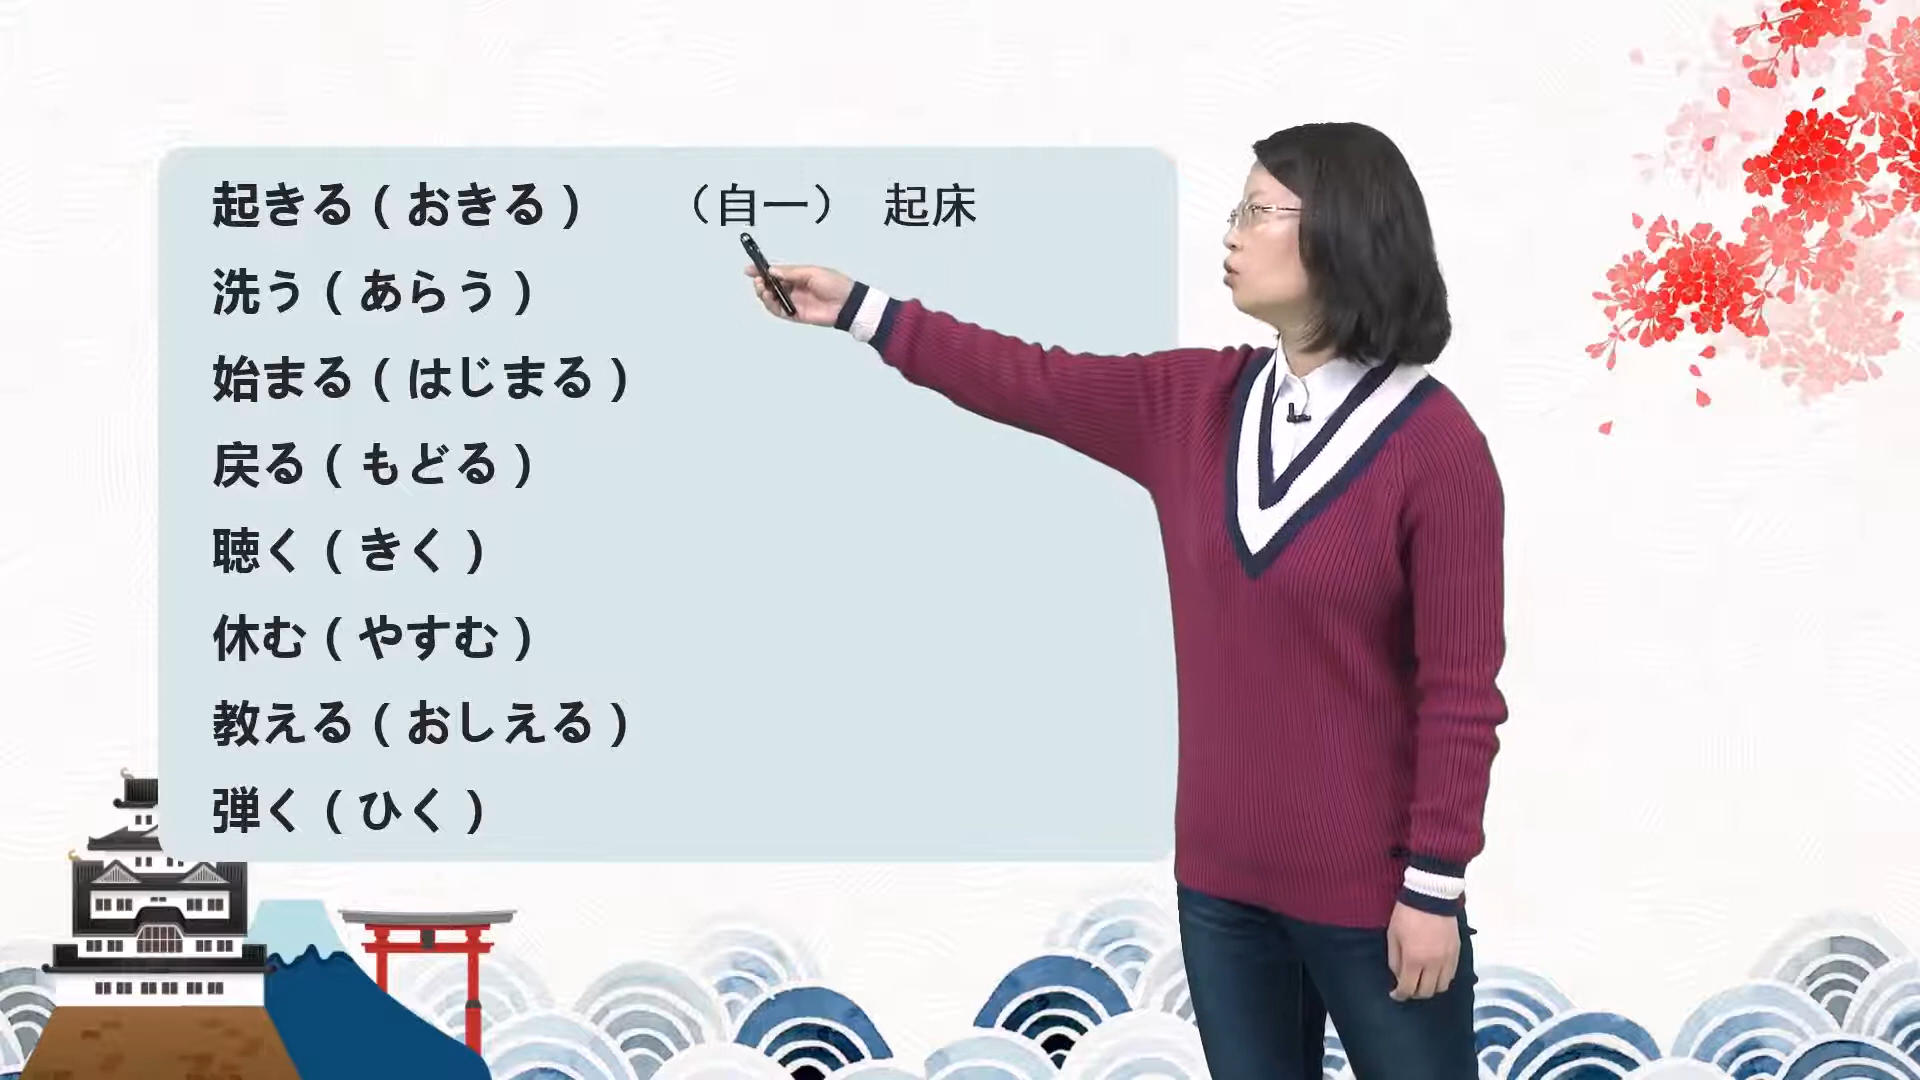 起きる(おきる) （自一） 起床
洗う(あらう)
始まる(はじまる)
戻る(もどる)
聴く(きく)
休む(やすむ)
教える(おしえる)
弾く(ひく)